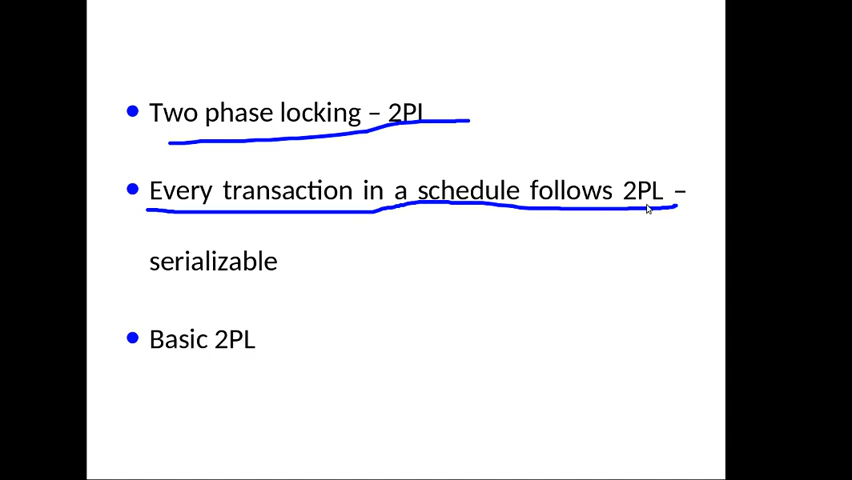 Two phase locking – 2PL
Every transaction in a schedule follows 2PL –
serializable
Basic 2PL